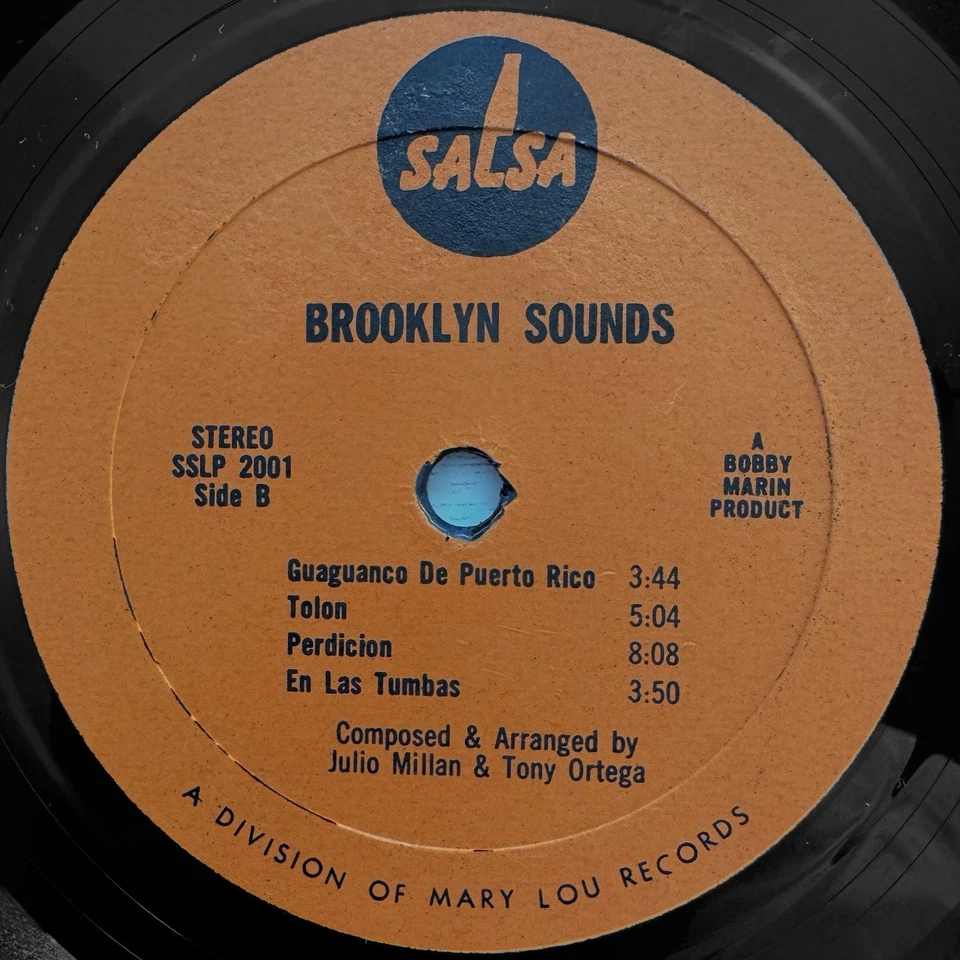 SALSA
BROOKLYN SOUNDS
STEREO
SSLP 2001
Side B
A
BOBBY
MARIN
PRODUCT
Guaguanco De Puerto Rico 3:44
Tolon 5:04
Perdicion 8:08
En Las Tumbas 3:50
Composed & Arranged by
Julio Millan & Tony Ortega
A DIVISION OF MARY LOU RECORDS